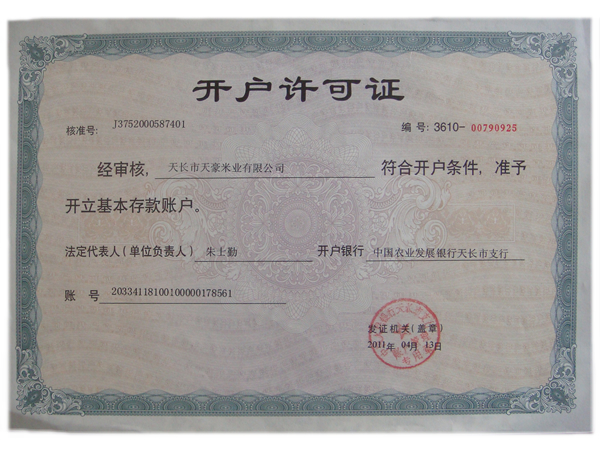 开户许可证
核准号: J3752000587401 编号: 3610-00790925
经审核, 天长市天豪米业有限公司 符合开户条件, 准予
开立基本存款账户。
法定代表人(单位负责人) 朱士勤 开户银行 中国农业发展银行天长市支行
账 号 20334118100100000178561
发证机关(盖章)
2011年 04月 13日